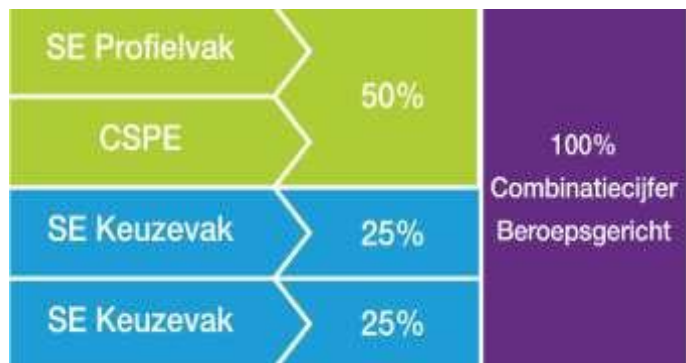 SE Profielvak
50%
CSPE
SE Keuzevak
25%
SE Keuzevak
25%
100%
Combinatiecijfer
Beroepsgericht